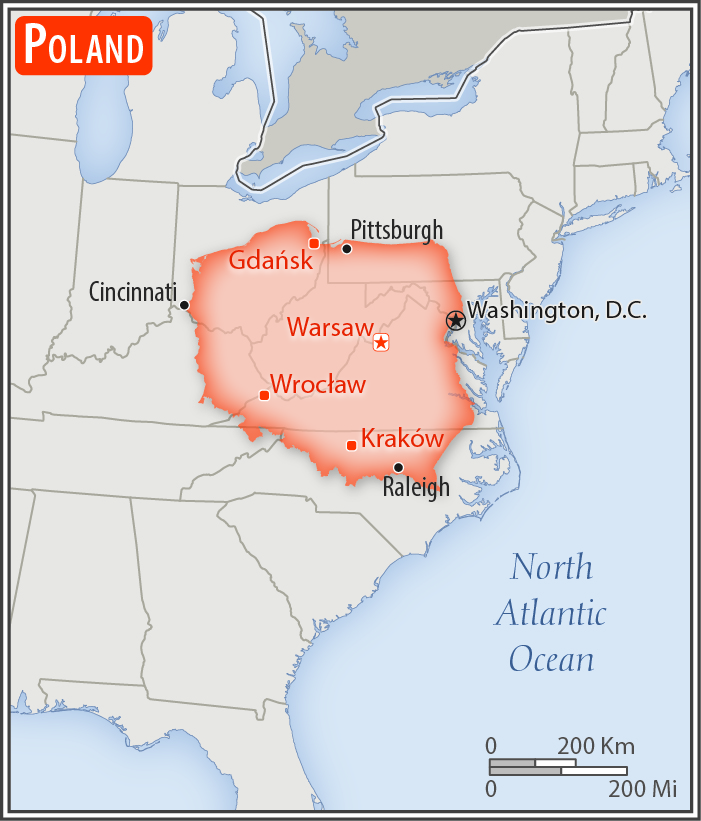 POLAND
Pittsburgh
Gdańsk
Cincinnati
Washington, D.C.
Warsaw
Wrocław
Kraków
Raleigh
North
Atlantic
Ocean
0 200 Km
0 200 Mi